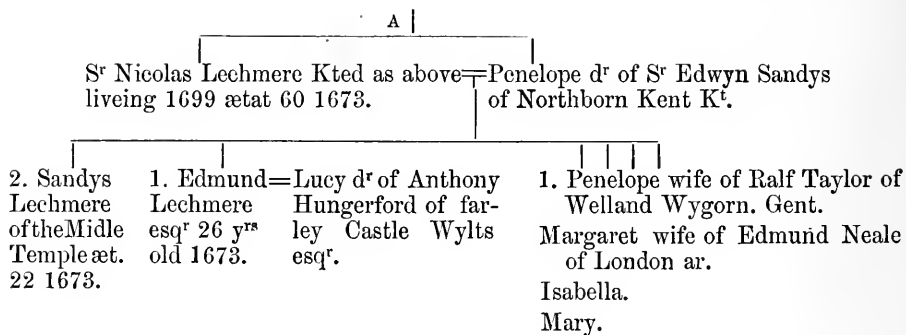 A
Sʳ Nicolas Lechmere Kted as above=Penelope dʳ of Sʳ Edwyn Sandys
liveing 1699 ætat 60 1673.
of Northborn Kent Kᵗ.
2. Sandys
Lechmere
of the Midle
Temple æt.
22 1673.
1. Edmund=
Lechmere
esqʳ 26 yʳˢ
old 1673.
Lucy dʳ of Anthony
Hungerford of far-
ley Castle Wylts
esqʳ.
1. Penelope wife of Ralf Taylor of
Welland Wygorn. Gent.
Margaret wife of Edmund Neale
of London ar.
Isabella.
Mary.